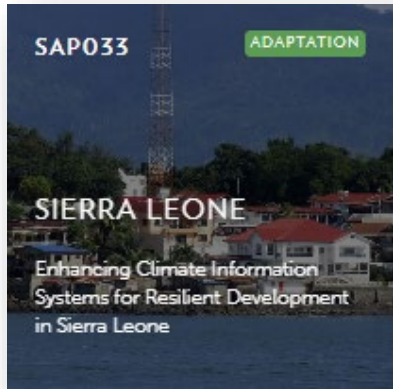 SAP033
ADAPTATION
SIERRA LEONE
Enhancing Climate Information
Systems for Resilient Development
in Sierra Leone